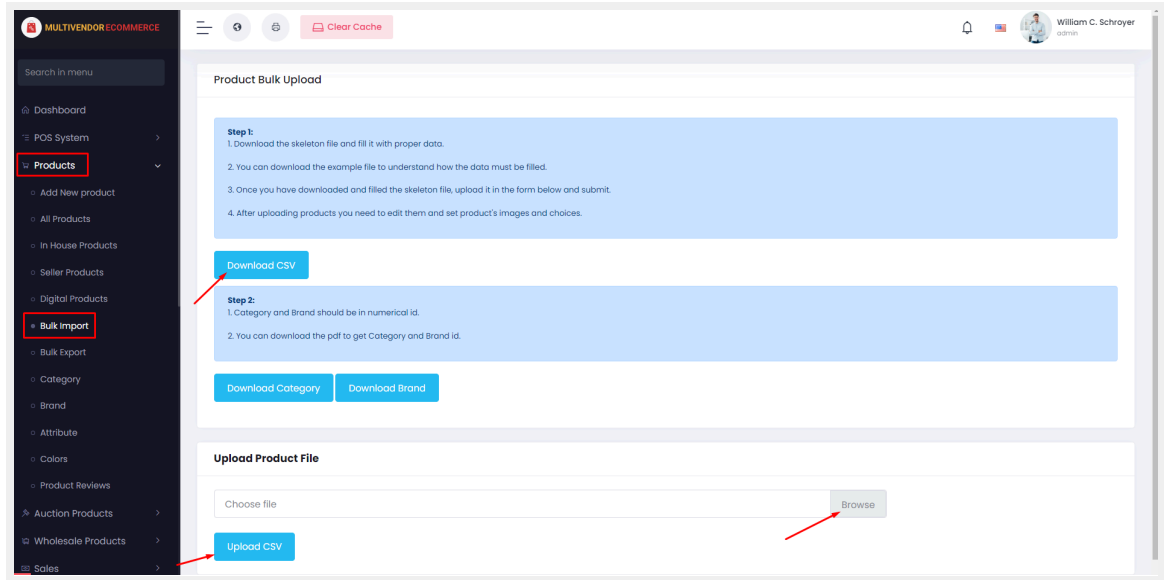 MULTIVENDOR ECOMMERCE
Clear Cache
William C. Schroyer
admin
Search in menu
Dashboard
POS System
Products
Add New product
All Products
In House Products
Seller Products
Digital Products
Bulk Import
Bulk Export
Category
Brand
Attribute
Colors
Product Reviews
Auction Products
Wholesale Products
Sales
Product Bulk Upload
Step 1:
1. Download the skeleton file and fill it with proper data.
2. You can download the example file to understand how the data must be filled.
3. Once you have downloaded and filled the skeleton file, upload it in the form below and submit.
4. After uploading products you need to edit them and set product's images and choices.
Download CSV
Step 2:
1. Category and Brand should be in numerical id.
2. You can download the pdf to get Category and Brand id.
Download Category
Download Brand
Upload Product File
Choose file
Browse
Upload CSV